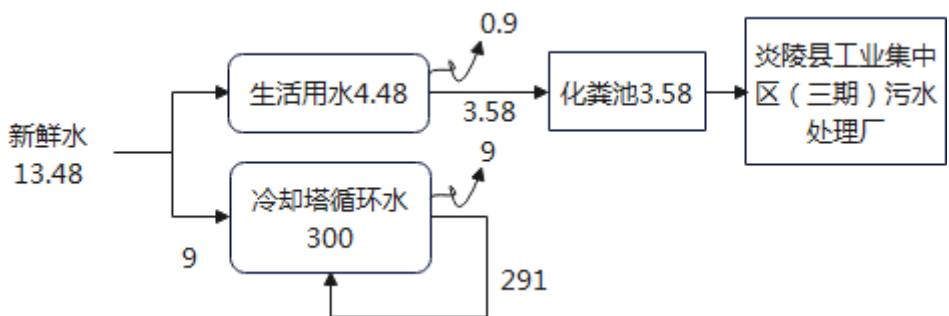 0.9
生活用水4.48
3.58
化粪池3.58
炎陵县工业集中
区（三期）污水
处理厂
新鲜水
13.48
9
冷却塔循环水
300
9
291